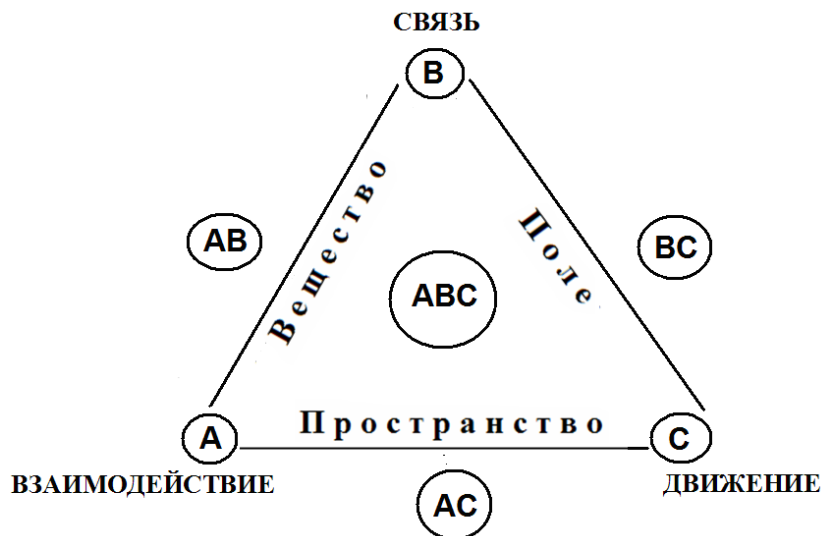 СВЯЗЬ
B
Вещество
Поле
AB
BC
ABC
A
Пространство
C
ВЗАИМОДЕЙСТВИЕ
ДВИЖЕНИЕ
AC